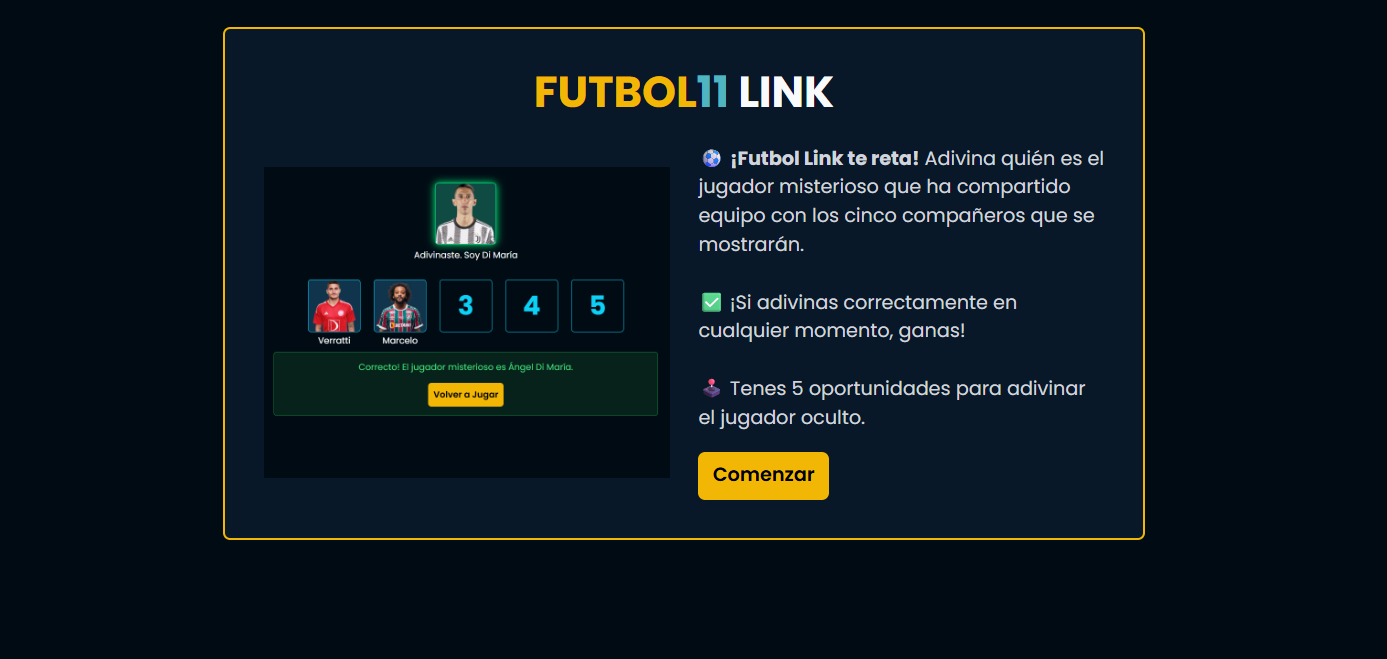 FUTBOL11 LINK
Adivinaste. Soy Di María
3
4
5
Verratti
Marcelo
Correcto! El jugador misterioso es Ángel Di María.
Volver a Jugar
¡Futbol Link te reta! Adivina quién es el
jugador misterioso que ha compartido
equipo con los cinco compañeros que se
mostrarán.
✅ ¡Si adivinas correctamente en
cualquier momento, ganas!
🕹️ Tenes 5 oportunidades para adivinar
el jugador oculto.
Comenzar